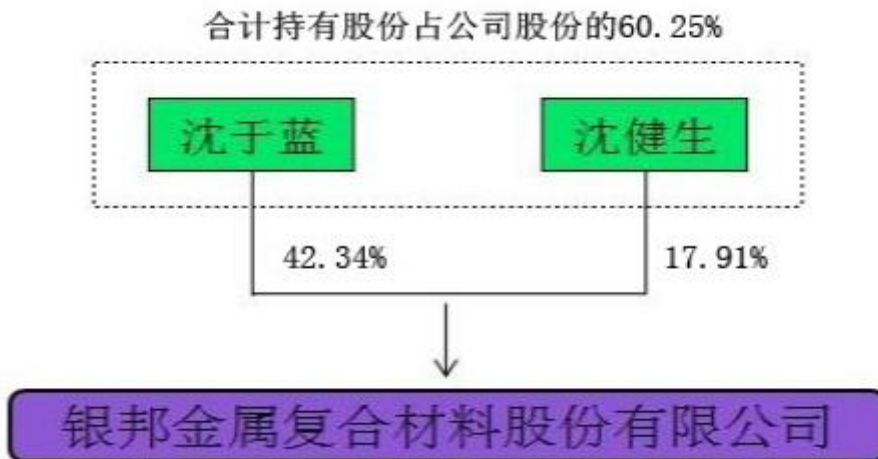 合计持有股份占公司股份的60.25%
沈于蓝
沈健生
42.34%
17.91%
银邦金属复合材料股份有限公司